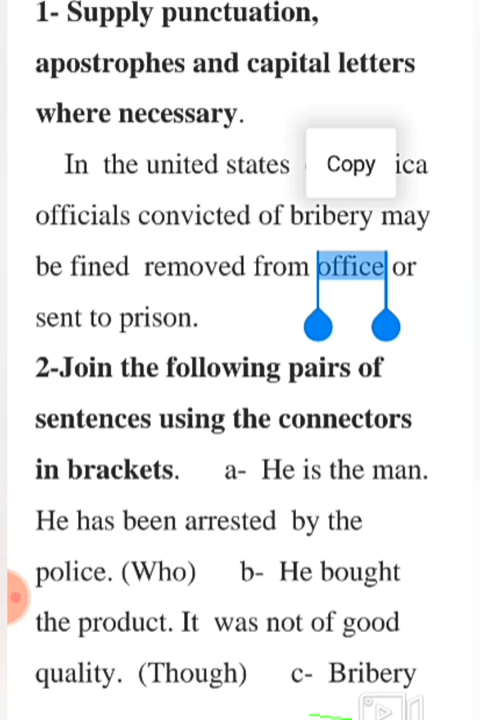 1- Supply punctuation,
apostrophes and capital letters
where necessary.
In the united states Copy ica
officials convicted of bribery may
be fined removed from office or
sent to prison.
2-Join the following pairs of
sentences using the connectors
in brackets. a- He is the man.
He has been arrested by the
police. (Who) b- He bought
the product. It was not of good
quality. (Though) c- Bribery